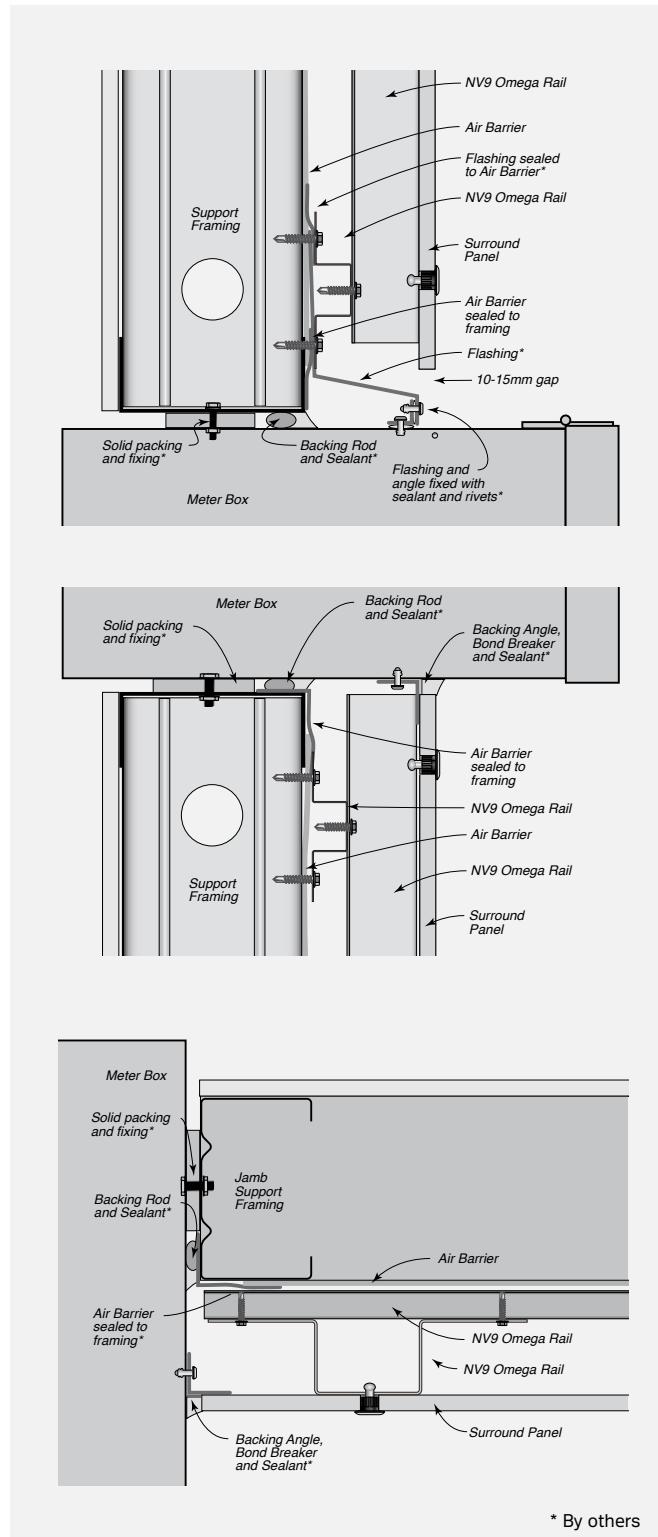 NV9 Omega Rail
Air Barrier
Flashing sealed
to Air Barrier*
NV9 Omega Rail
Support
Framing
Surround
Panel
Air Barrier
sealed to
framing
Flashing*
10-15mm gap
Solid packing
and fixing*
Backing Rod
and Sealant*
Flashing and
angle fixed with
sealant and rivets*
Meter Box
Meter Box
Backing Rod
and Sealant*
Solid packing
and fixing*
Backing Angle,
Bond Breaker
and Sealant*
Air Barrier
sealed to
framing
NV9 Omega Rail
Air Barrier
NV9 Omega Rail
Support
Framing
Surround
Panel
Meter Box
Solid packing
and fixing*
Jamb
Support
Framing
Backing Rod
and Sealant*
Air Barrier
Air Barrier
sealed to
framing*
NV9 Omega Rail
NV9 Omega Rail
Surround Panel
Backing Angle,
Bond Breaker
and Sealant*
* By others